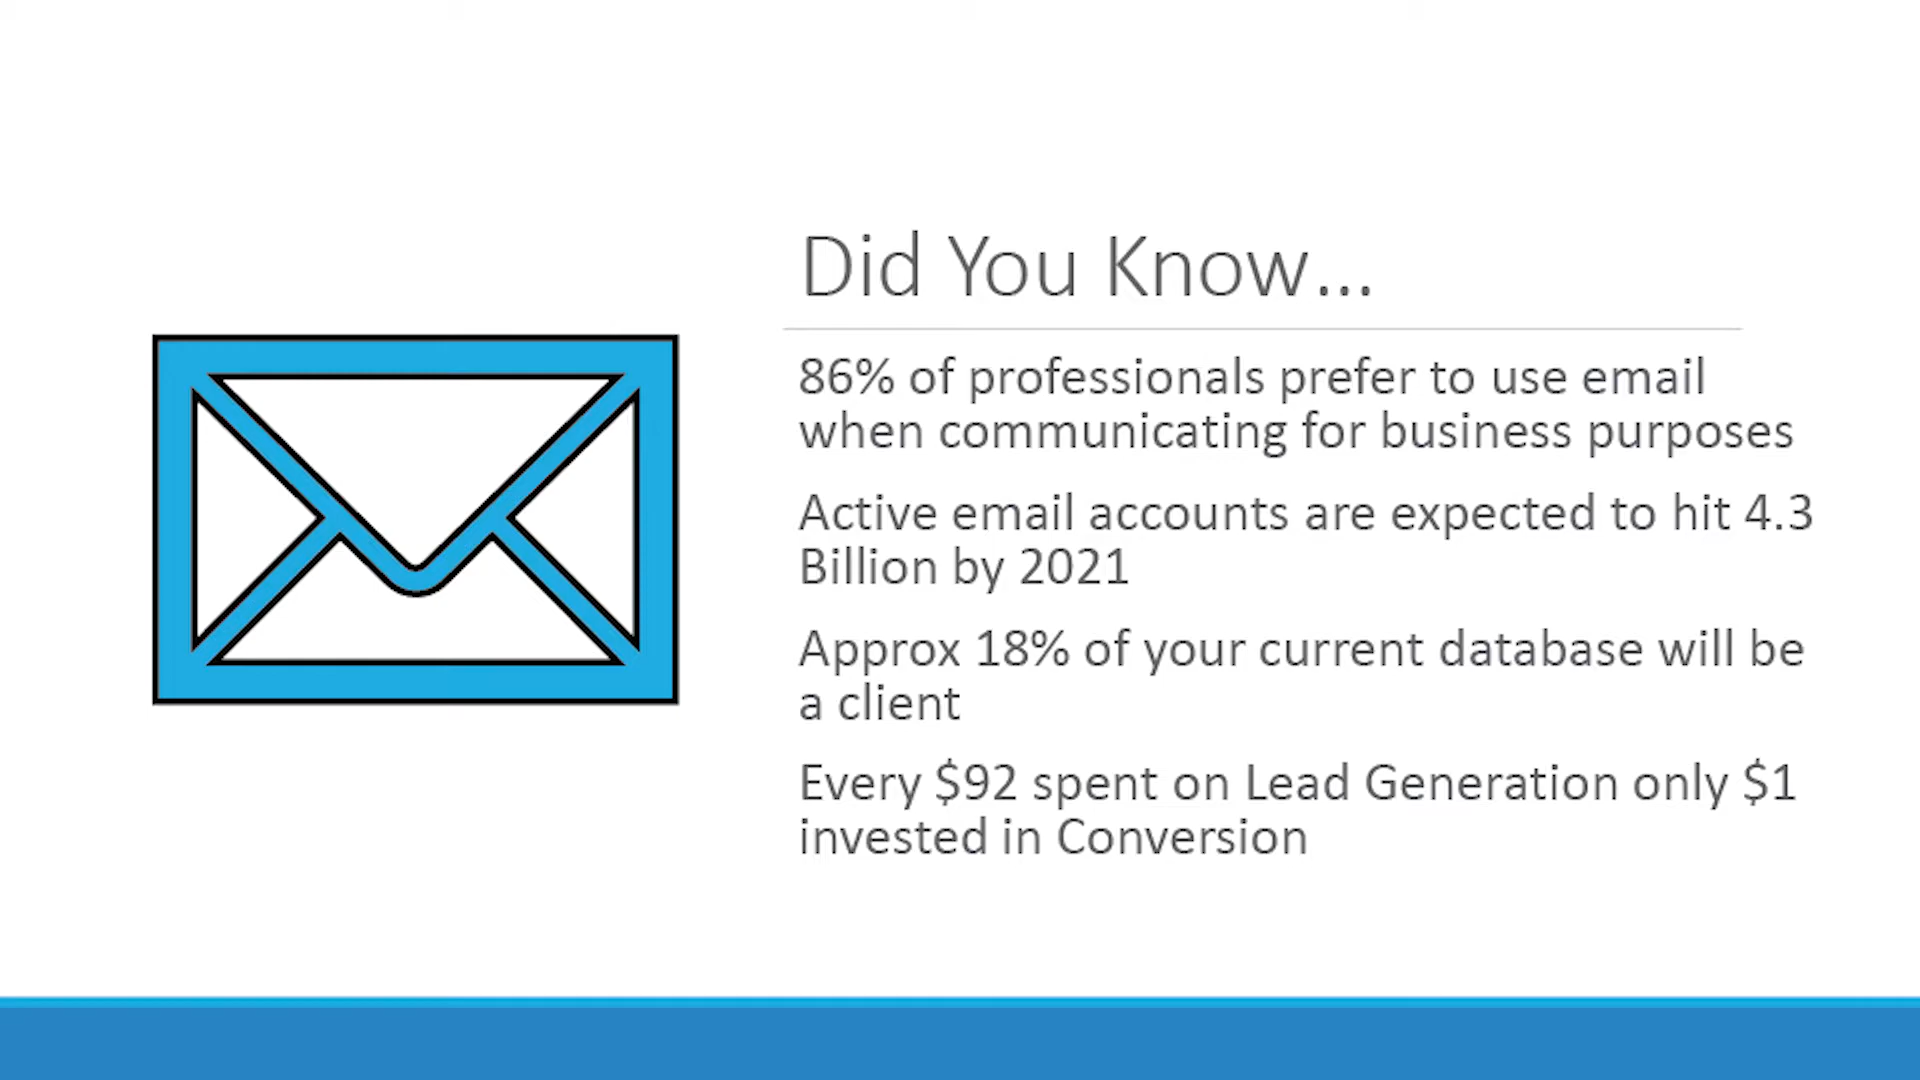 Did You Know...
86% of professionals prefer to use email
when communicating for business purposes
Active email accounts are expected to hit 4.3
Billion by 2021
Approx 18% of your current database will be
a client
Every $92 spent on Lead Generation only $1
invested in Conversion